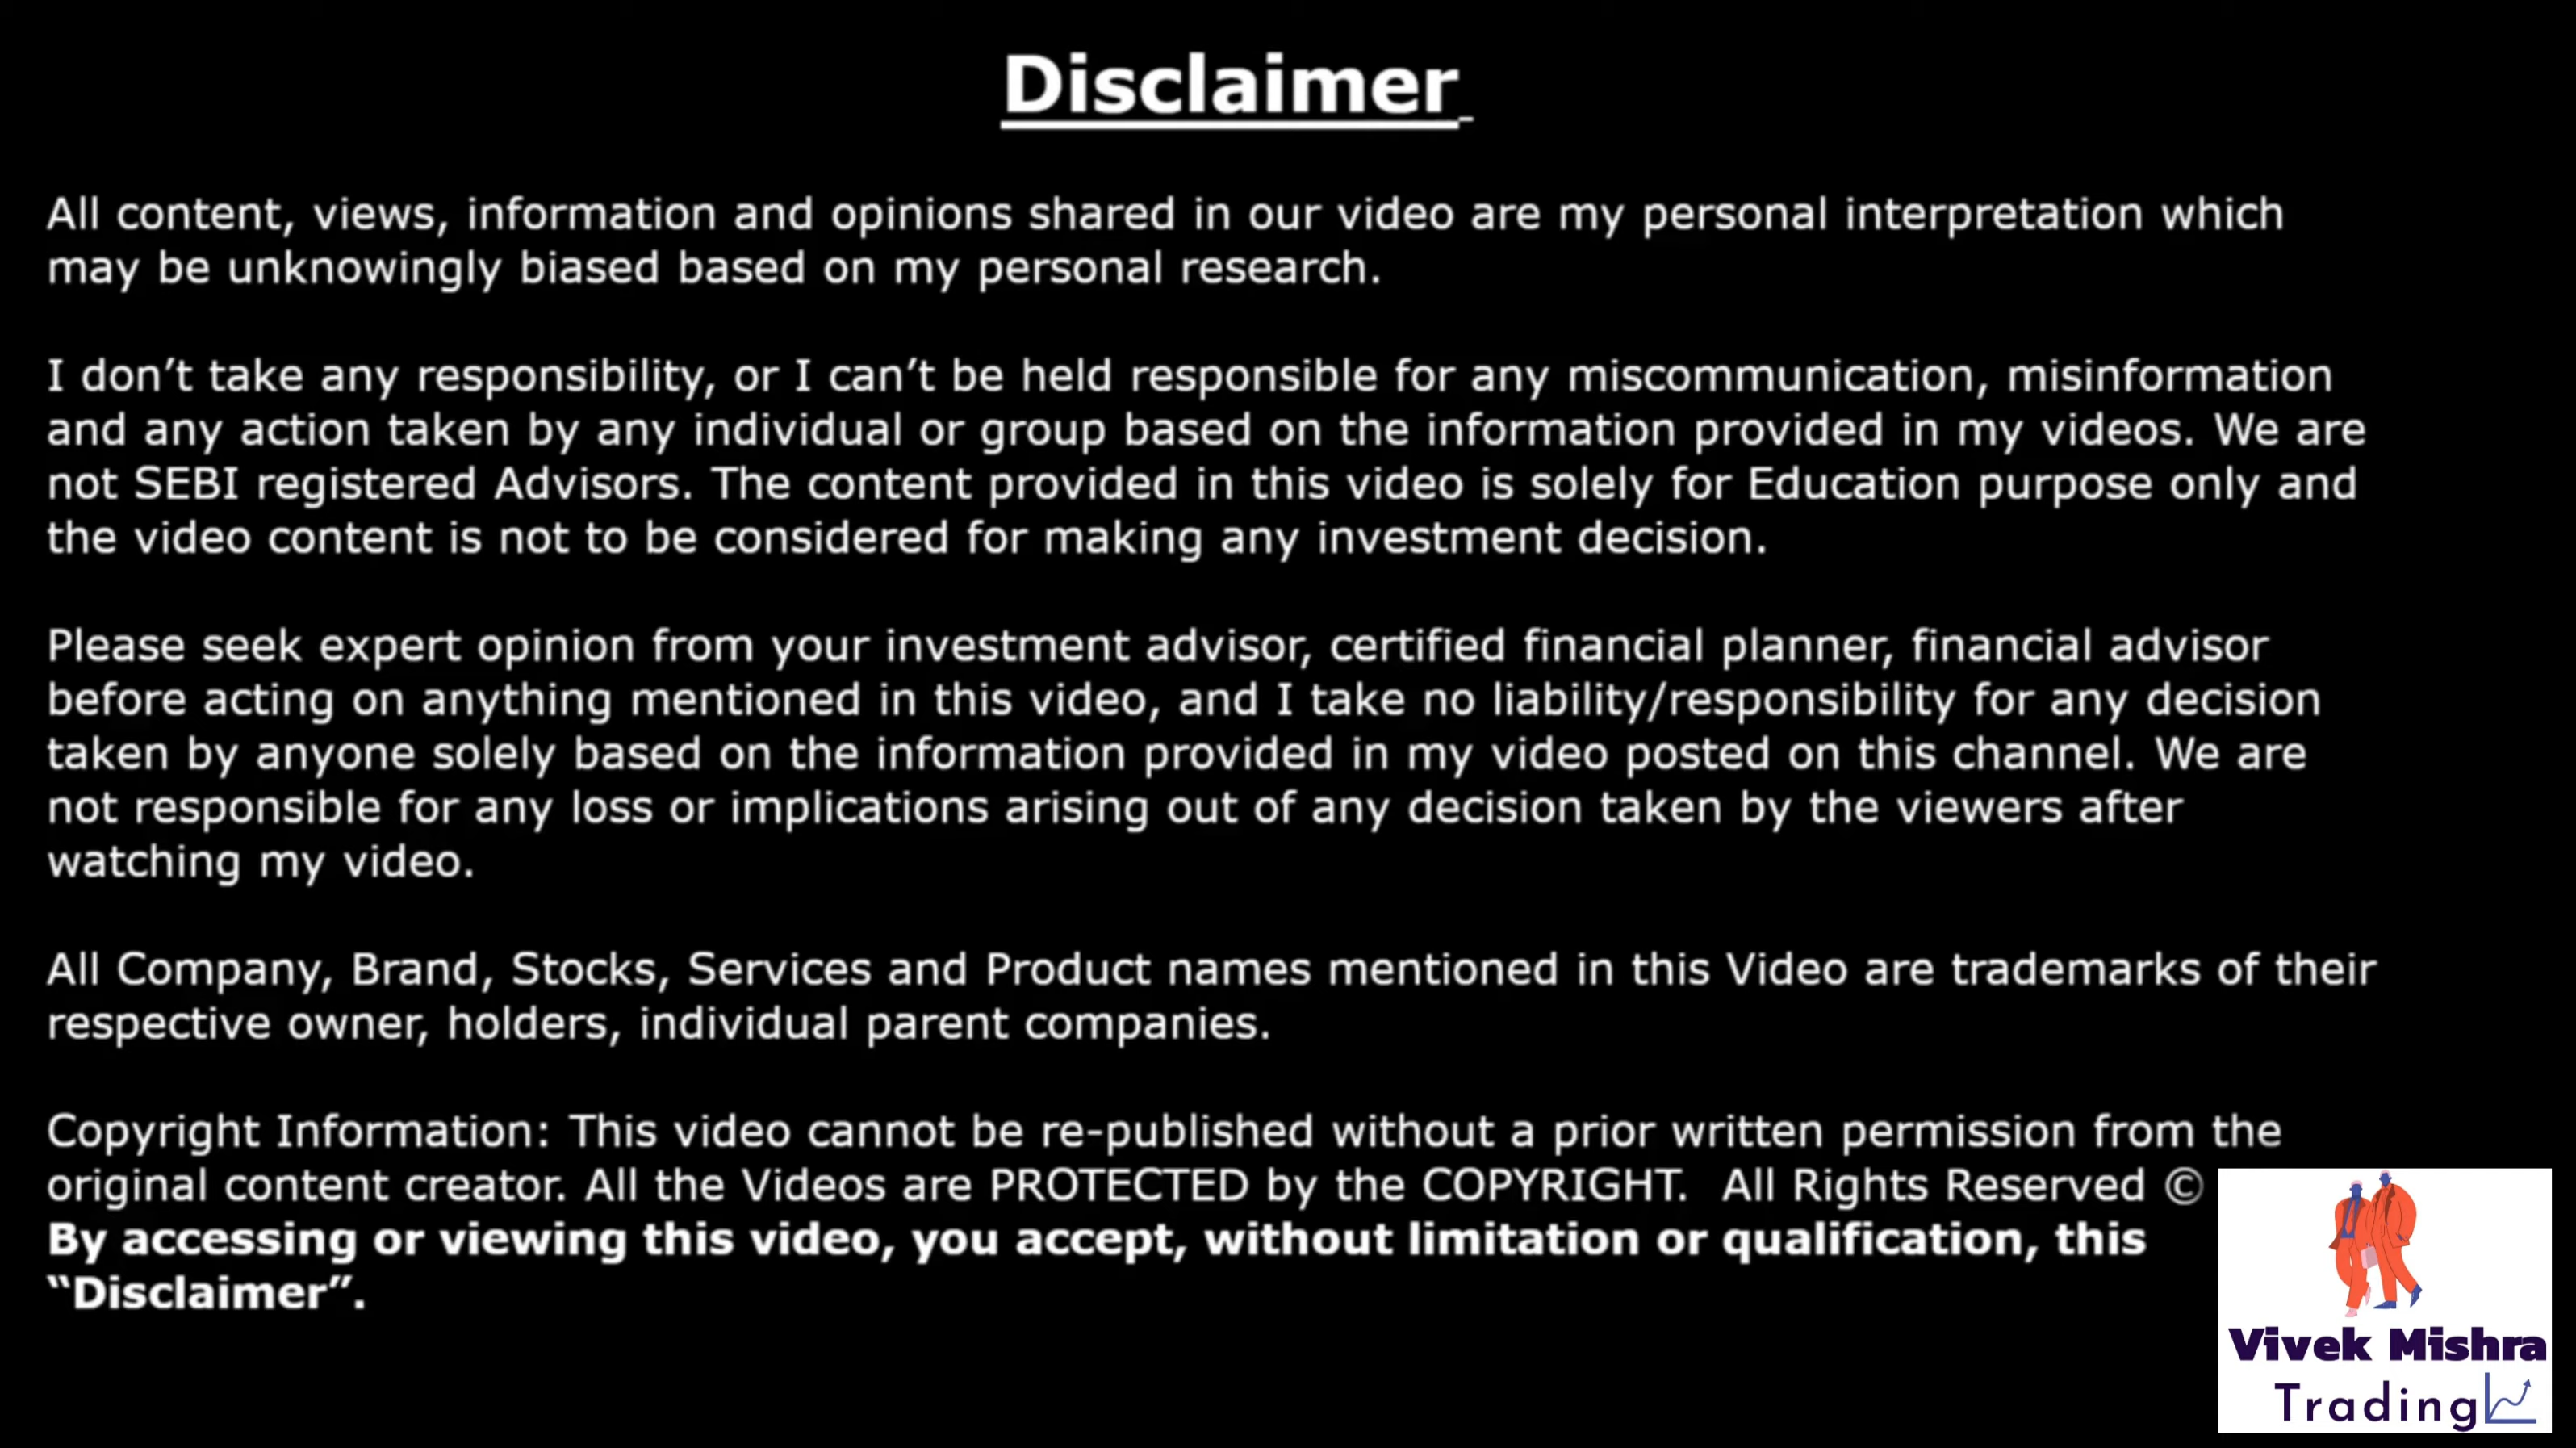 Disclaimer
All content, views, information and opinions shared in our video are my personal interpretation which
may be unknowingly biased based on my personal research.
I don’t take any responsibility, or I can’t be held responsible for any miscommunication, misinformation
and any action taken by any individual or group based on the information provided in my videos. We are
not SEBI registered Advisors. The content provided in this video is solely for Education purpose only and
the video content is not to be considered for making any investment decision.
Please seek expert opinion from your investment advisor, certified financial planner, financial advisor
before acting on anything mentioned in this video, and I take no liability/responsibility for any decision
taken by anyone solely based on the information provided in my video posted on this channel. We are
not responsible for any loss or implications arising out of any decision taken by the viewers after
watching my video.
All Company, Brand, Stocks, Services and Product names mentioned in this Video are trademarks of their
respective owner, holders, individual parent companies.
Copyright Information: This video cannot be re-published without a prior written permission from the
original content creator. All the Videos are PROTECTED by the COPYRIGHT.  All Rights Reserved ©
By accessing or viewing this video, you accept, without limitation or qualification, this
“Disclaimer”.
Vivek Mishra
Trading